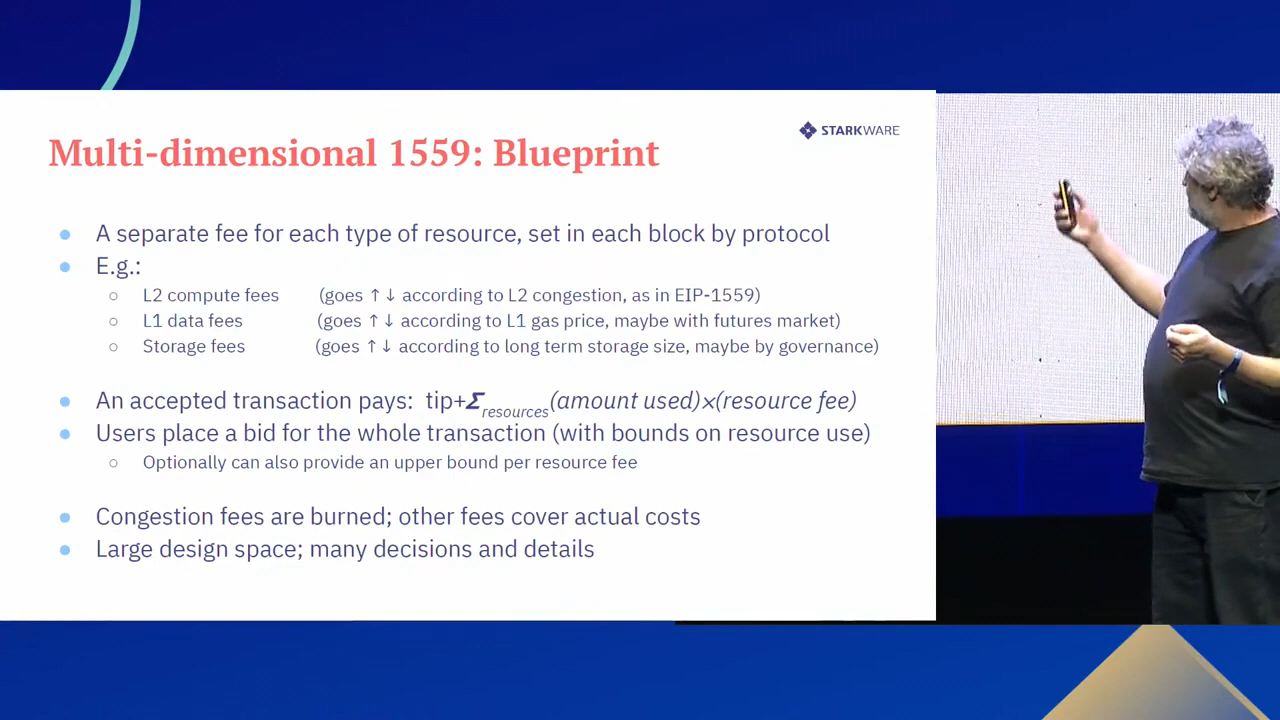 STARKWARE
Multi-dimensional 1559: Blueprint
● A separate fee for each type of resource, set in each block by protocol
● E.g.:
○ L2 compute fees (goes ↑↓ according to L2 congestion, as in EIP-1559)
○ L1 data fees (goes ↑↓ according to L1 gas price, maybe with futures market)
○ Storage fees (goes ↑↓ according to long term storage size, maybe by governance)
● An accepted transaction pays: tip+Σresources(amount used)×(resource fee)
● Users place a bid for the whole transaction (with bounds on resource use)
○ Optionally can also provide an upper bound per resource fee
● Congestion fees are burned; other fees cover actual costs
● Large design space; many decisions and details